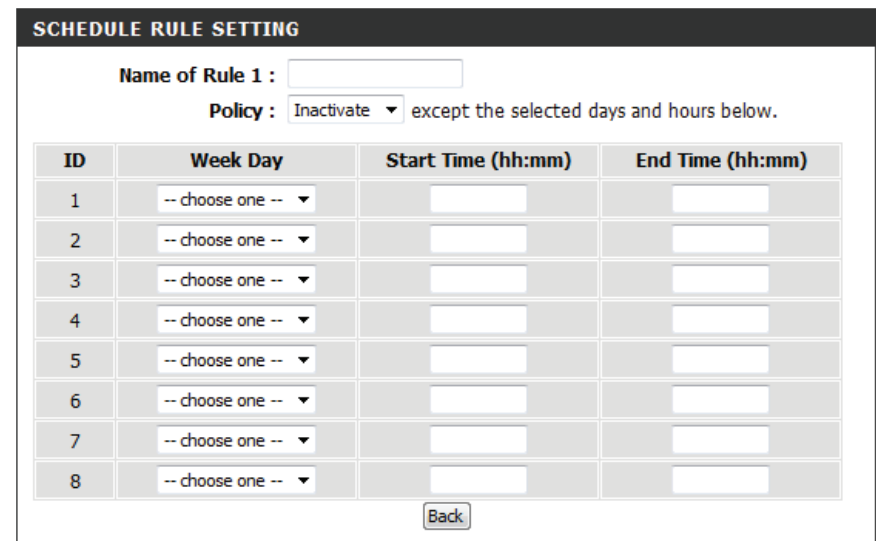 SCHEDULE RULE SETTING
Name of Rule 1 :
Policy : Inactivate except the selected days and hours below.
ID Week Day Start Time (hh:mm) End Time (hh:mm)
1 -- choose one --
2 -- choose one --
3 -- choose one --
4 -- choose one --
5 -- choose one --
6 -- choose one --
7 -- choose one --
8 -- choose one --
Back